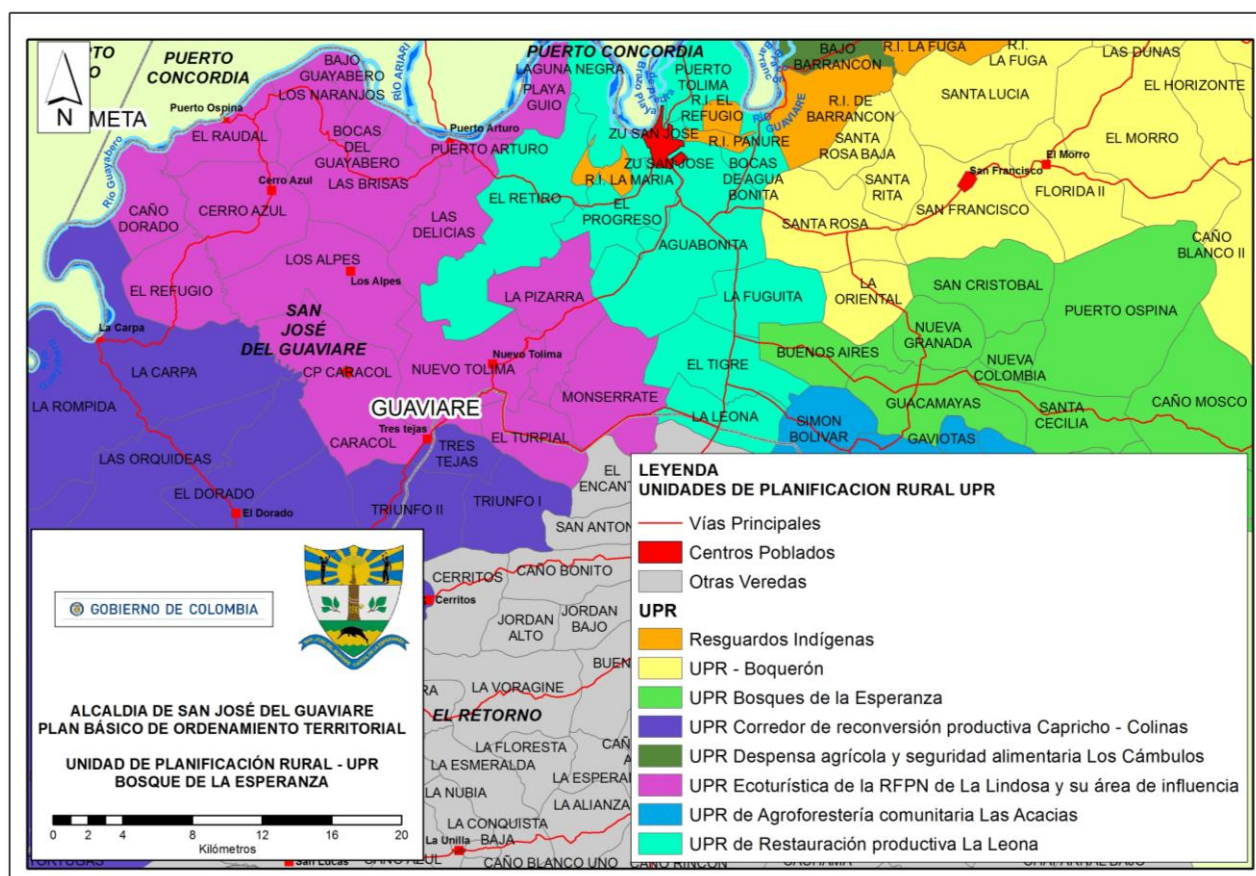 PUERTO CONCORDIA
PUERTO CONCORDIA
N
META
BAJO GUAYABERO
LOS NARANJOS
RÍO ARIARI
LAGUNA NEGRA
PLAYA GUIO
PUERTO TOLIMA
BAJO BARRANCON
R.I. LA FUGA
R.I. LA FUGA
LAS DUNAS
EL HORIZONTE
SANTA LUCIA
Puerto Ospina
EL RAUDAL
BOCAS DEL GUAYABERO
Puerto Arturo
PUERTO ARTURO
R.I. EL REFUGIO
RÍO GUAVIARE
R.I. DE BARRANCON
ZU SAN JOSE
R.I. PANURE
SANTA ROSA BAJA
EL MORRO
El Morro
Río Guayabero
Cerro Azul
LAS BRISAS
ZU SAN JOSE
R.I. LA MARIA
BOCAS DE AGUA BONITA
SANTA RITA
San Francisco
FLORIDA II
CAÑO DORADO
CERRO AZUL
LAS DELICIAS
EL RETIRO
EL PROGRESO
SANTA ROSA
SAN FRANCISCO
AGUABONITA
CAÑO BLANCO II
LOS ALPES
Los Alpes
EL REFUGIO
LA PIZARRA
LA FUGUITA
LA ORIENTAL
SAN CRISTOBAL
PUERTO OSPINA
SAN JOSÉ DEL GUAVIARE
La Carpa
LA CARPA
CP CARACOL
NUEVO TOLIMA
Nuevo Tolima
EL TIGRE
BUENOS AIRES
NUEVA GRANADA
NUEVA COLOMBIA
LA ROMPIDA
GUAVIARE
MONSERRATE
LA LEONA
SIMON BOLIVAR
GUACAMAYAS
SANTA CECILIA
CAÑO MOSCO
Tres tejas
CARACOL
TRES TEJAS
EL TURPIAL
GAVIOTAS
LAS ORQUIDEAS
EL DORADO
El Dorado
TRIUNFO II
TRIUNFO I
EL ENCANT
SAN ANTON
CERRITOS
Cerritos
CAÑO BONITO
JORDAN ALTO
JORDAN BAJO
BUEN
RA
LA VORAGINE
EL RETORNO
LA FLORESTA
LA ESMERALDA
LA ESPERAN
LA NUBIA
LA ALIANZA
LA CONQUISTA BAJA
La Unilla
CAÑO BLANCO UNO
San Lucas
LEYENDA
UNIDADES DE PLANIFICACION RURAL UPR
Vías Principales
Centros Poblados
Otras Veredas
UPR
Resguardos Indígenas
UPR - Boquerón
UPR Bosques de la Esperanza
UPR Corredor de reconversión productiva Capricho - Colinas
UPR Despensa agrícola y seguridad alimentaria Los Cámbulos
UPR Ecoturística de la RFPN de La Lindosa y su área de influencia
UPR de Agroforestería comunitaria Las Acacias
UPR de Restauración productiva La Leona
GOBIERNO DE COLOMBIA
ALCALDIA DE SAN JOSÉ DEL GUAVIARE
PLAN BÁSICO DE ORDENAMIENTO TERRITORIAL
UNIDAD DE PLANIFICACIÓN RURAL - UPR
BOSQUE DE LA ESPERANZA
0 2 4 8 12 16 20
Kilómetros